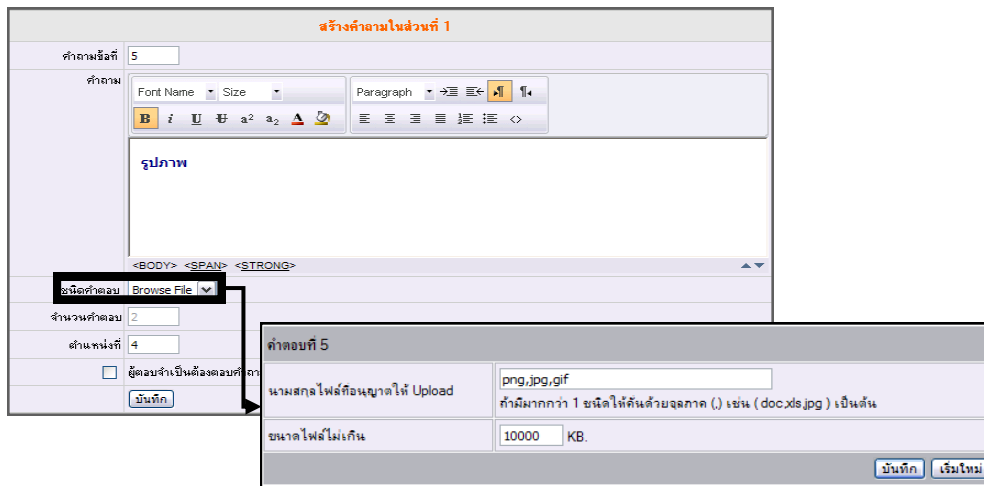 สร้างคำถามในส่วนที่ 1
คำถามข้อที่ 5
คำถาม
Font Name Size Paragraph
B i U U a² a₂ A
รูปภาพ
<BODY> <SPAN> <STRONG>
ชนิดคำตอบ Browse File
จำนวนคำตอบ 2
ตำแหน่งที่ 4
ผู้ตอบจำเป็นต้องตอบคำถา
บันทึก
คำตอบที่ 5
นามสกุลไฟล์ที่อนุญาตให้ Upload png,jpg,gif
ถ้ามีมากกว่า 1 ชนิดให้คั่นด้วยจุลภาค (,) เช่น ( doc,xls,jpg ) เป็นต้น
ขนาดไฟล์ไม่เกิน 10000 KB.
บันทึก เริ่มใหม่